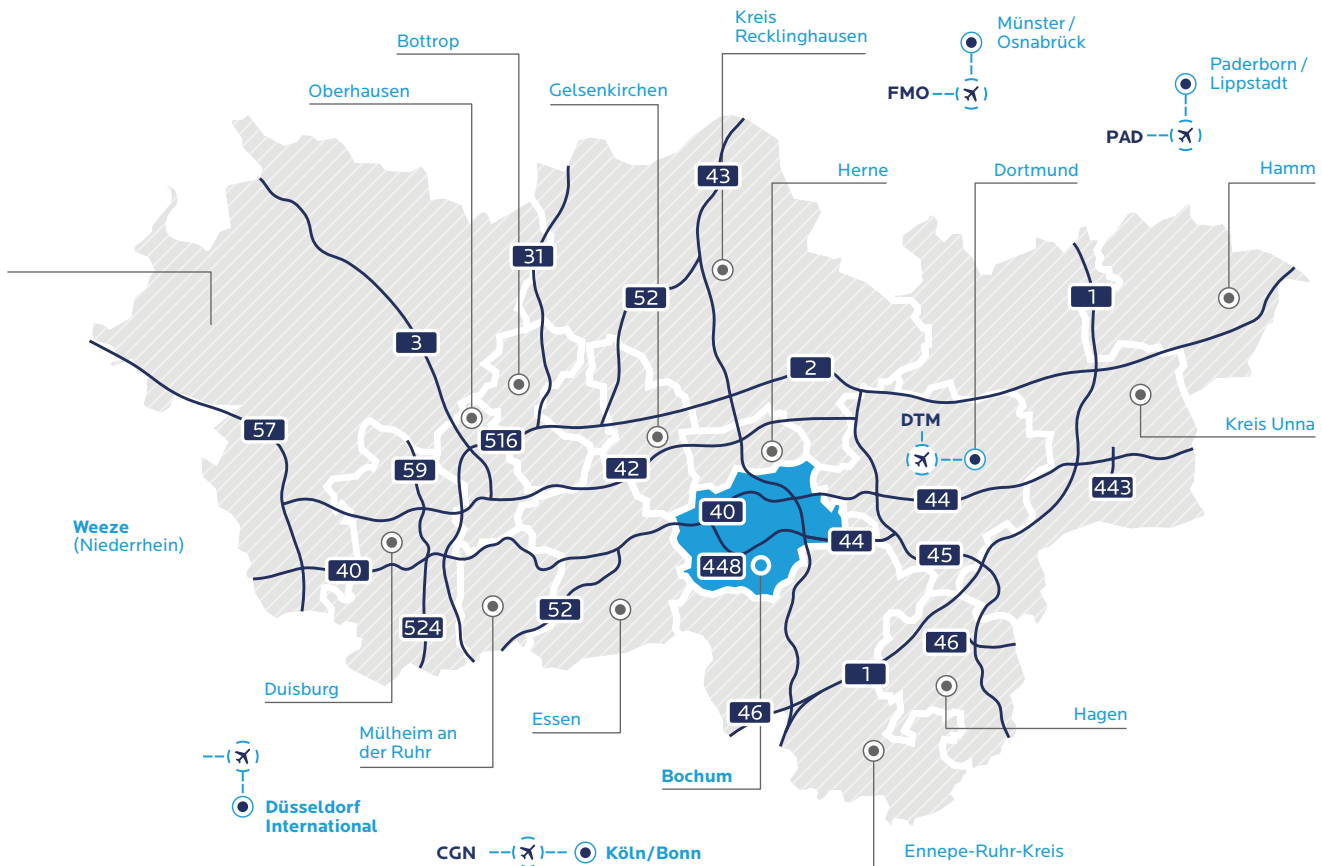 Kreis
Recklinghausen
Münster /
Osnabrück
Bottrop
Paderborn /
Lippstadt
Oberhausen
Gelsenkirchen
FMO
PAD
Herne
Dortmund
Hamm
43
31
52
1
3
2
57
516
DTM
Kreis Unna
59
42
443
44
40
Weeze
(Niederrhein)
44
45
448
40
52
524
46
1
Duisburg
46
Essen
Hagen
Mülheim an
der Ruhr
Bochum
Düsseldorf
International
CGN
Köln/Bonn
Ennepe-Ruhr-Kreis